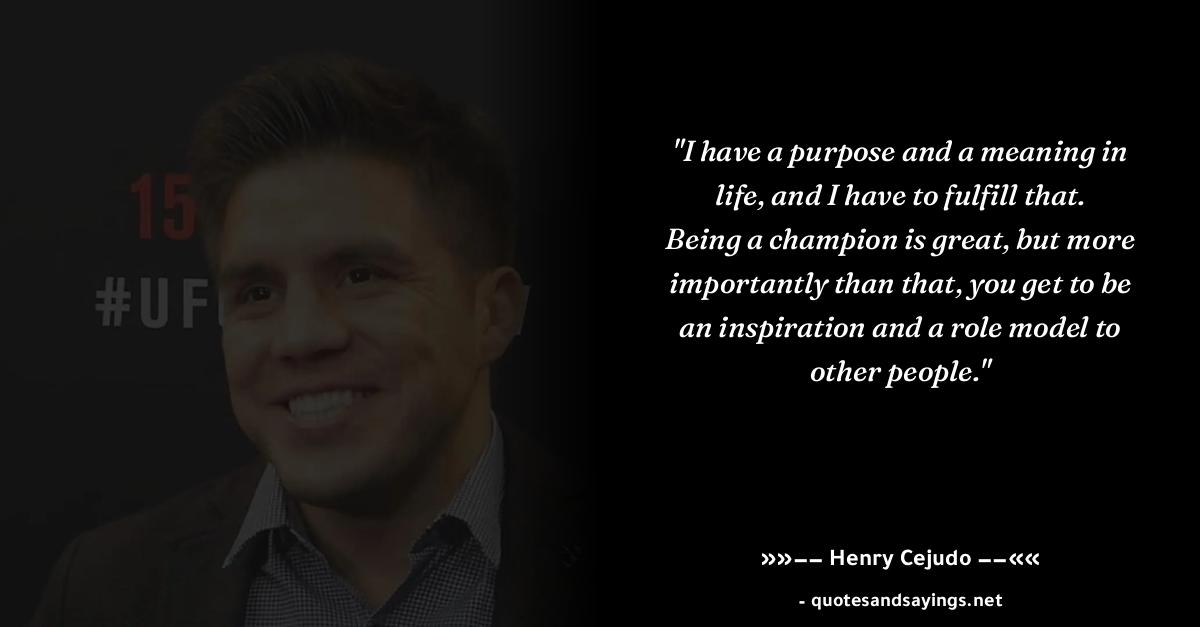 15
#UF
"I have a purpose and a meaning in
life, and I have to fulfill that.
Being a champion is great, but more
importantly than that, you get to be
an inspiration and a role model to
other people."
»»–– Henry Cejudo ––««
- quotesandsayings.net